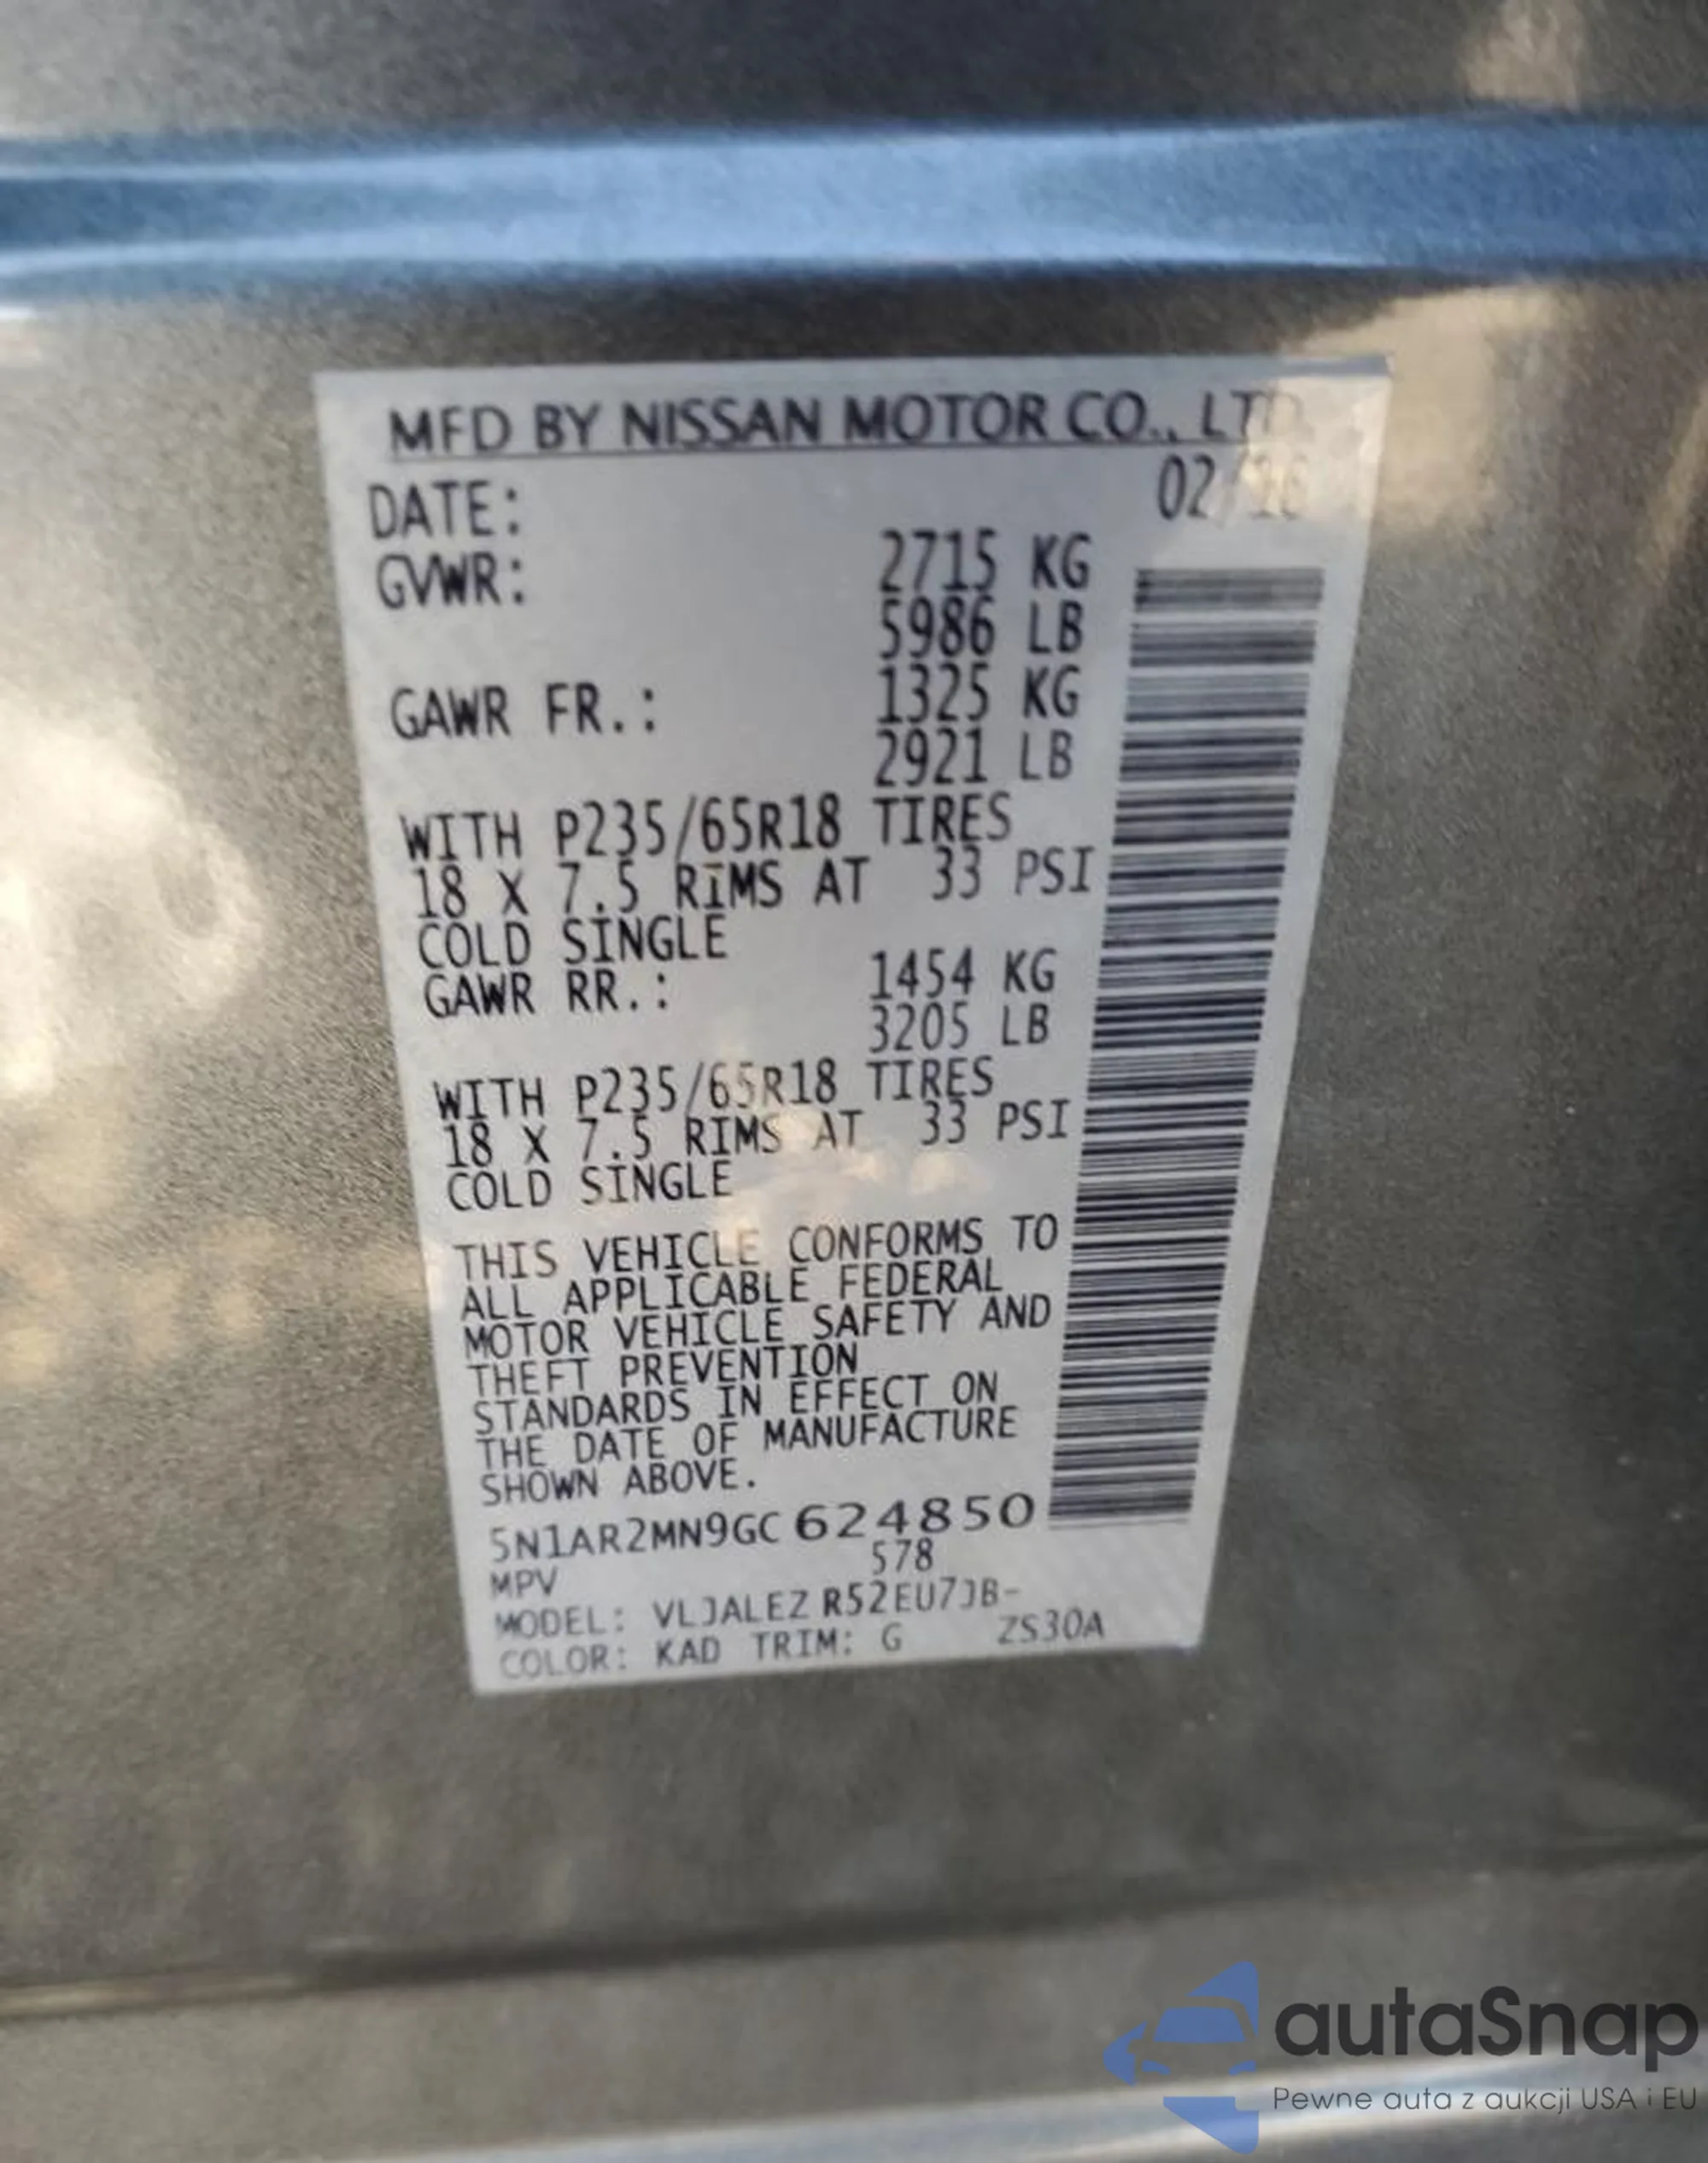 MFD BY NISSAN MOTOR CO., LTD.
DATE: 02/16
GVWR: 2715 KG
5986 LB
GAWR FR.: 1325 KG
2921 LB
WITH P235/65R18 TIRES
18 X 7.5 RIMS AT 33 PSI
COLD SINGLE
GAWR RR.: 1454 KG
3205 LB
WITH P235/65R18 TIRES
18 X 7.5 RIMS AT 33 PSI
COLD SINGLE
THIS VEHICLE CONFORMS TO
ALL APPLICABLE FEDERAL
MOTOR VEHICLE SAFETY AND
THEFT PREVENTION
STANDARDS IN EFFECT ON
THE DATE OF MANUFACTURE
SHOWN ABOVE.
5N1AR2MN9GC624850
MPV 578
MODEL: VLJALEZ R52EU7JB-
COLOR: KAD TRIM: G ZS30A
autaSnap
Pewne auta z aukcji USA i EU